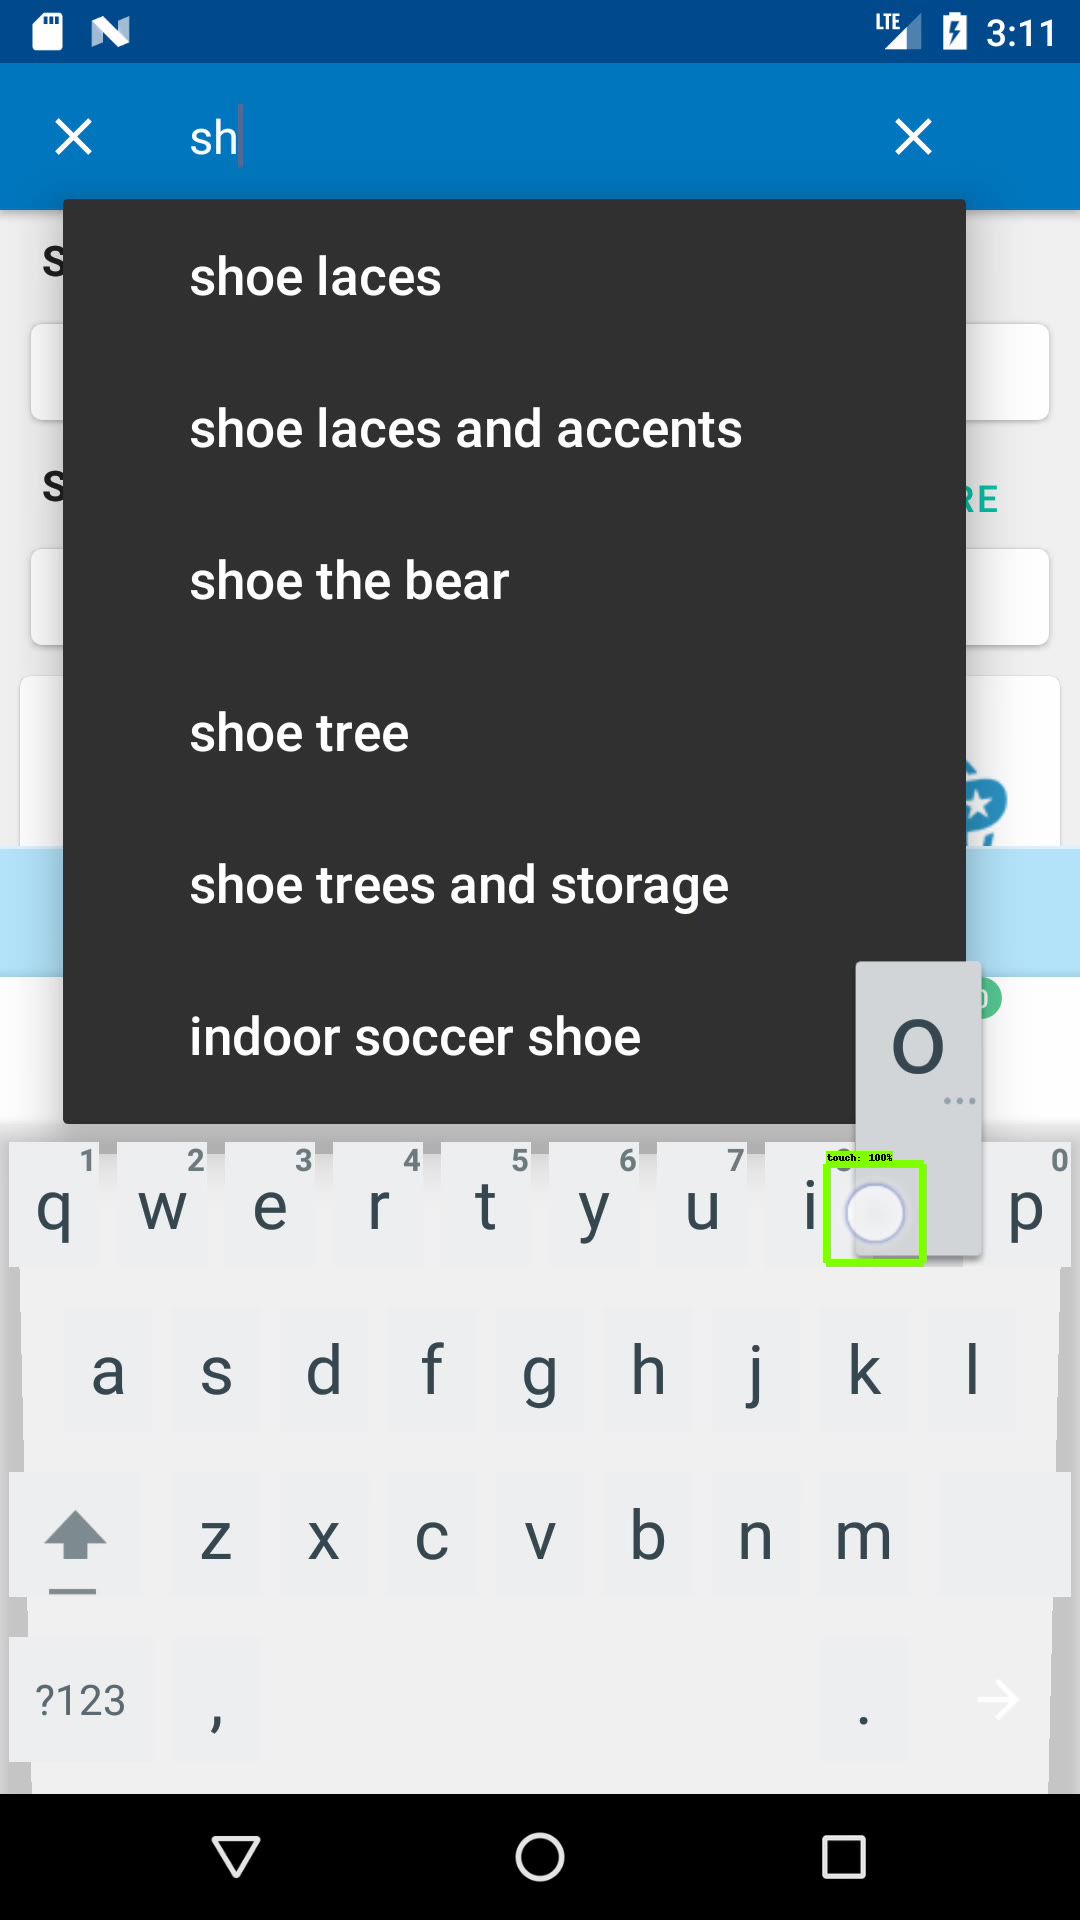 LTE 3:11
sh
S
shoe laces
shoe laces and accents
S
RE
shoe the bear
shoe tree
shoe trees and storage
indoor soccer shoe
o
touch: 100%
1 2 3 4 5 6 7 0
q w e r t y u i p
a s d f g h j k l
z x c v b n m
?123 , .